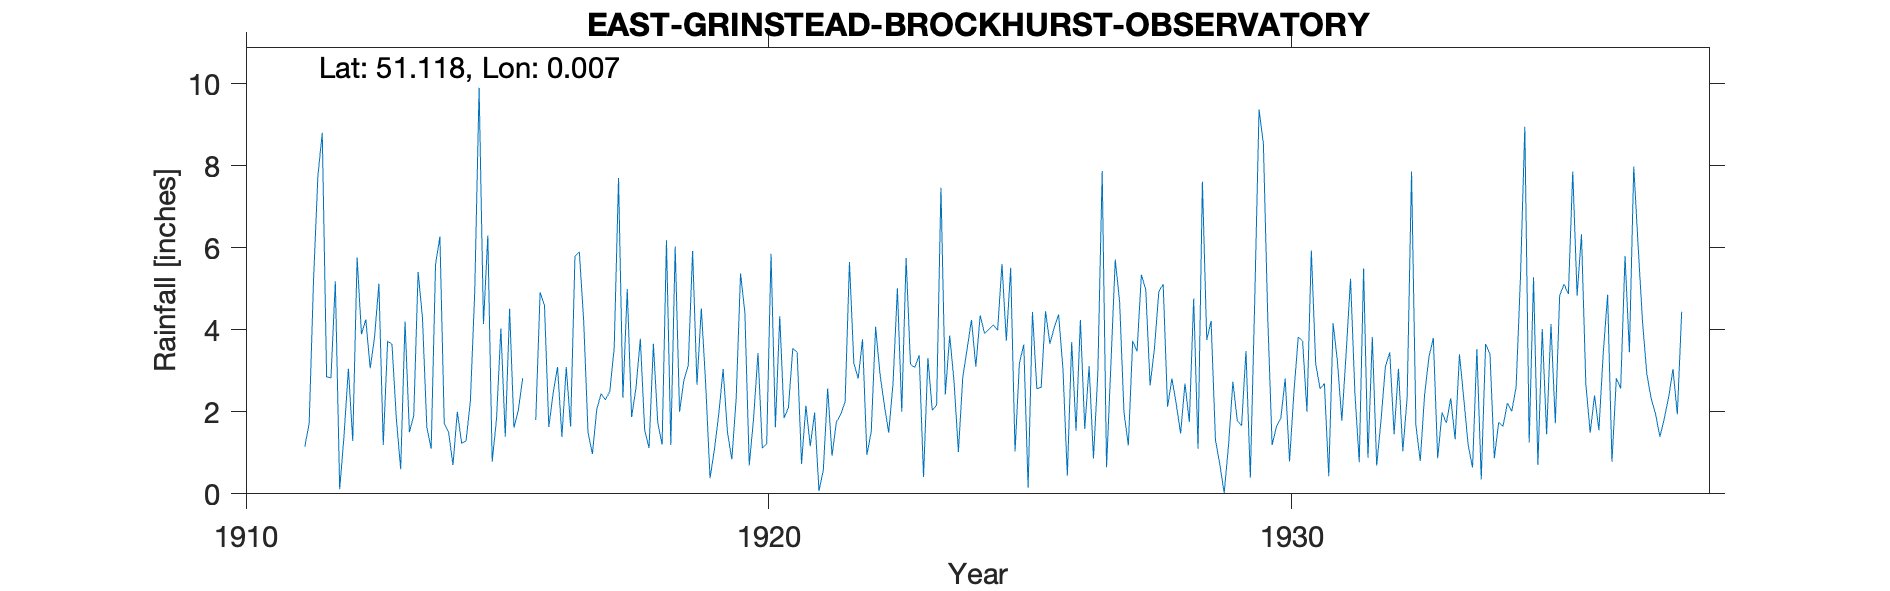 EAST-GRINSTEAD-BROCKHURST-OBSERVATORY
Lat: 51.118, Lon: 0.007
Rainfall [inches]
10
8
6
4
2
0
1910 1920 1930
Year